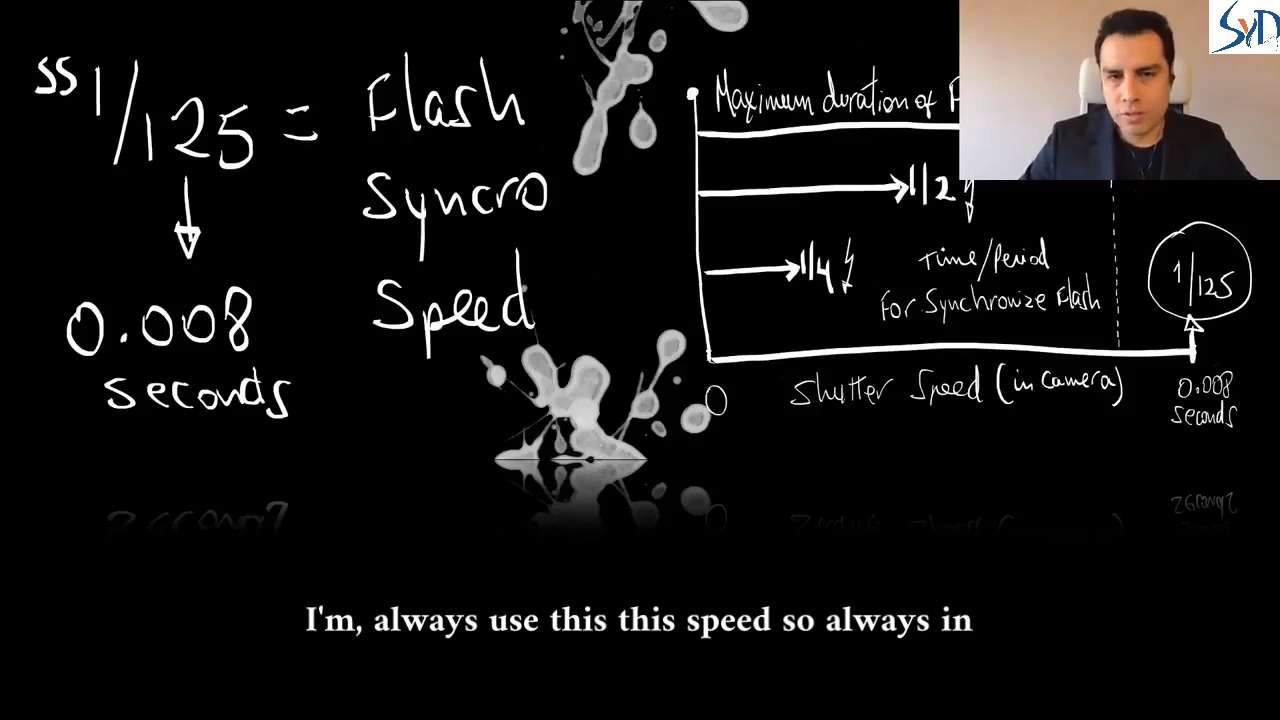 SS 1/125 = Flash
Syncro
Speed
0.008
seconds
Maximum duration of
1/2
1/4
Time/Period
For Synchronize Flash
1/125
0
Shutter Speed (in camera)
0.008
seconds
SYD
I'm, always use this this speed so always in